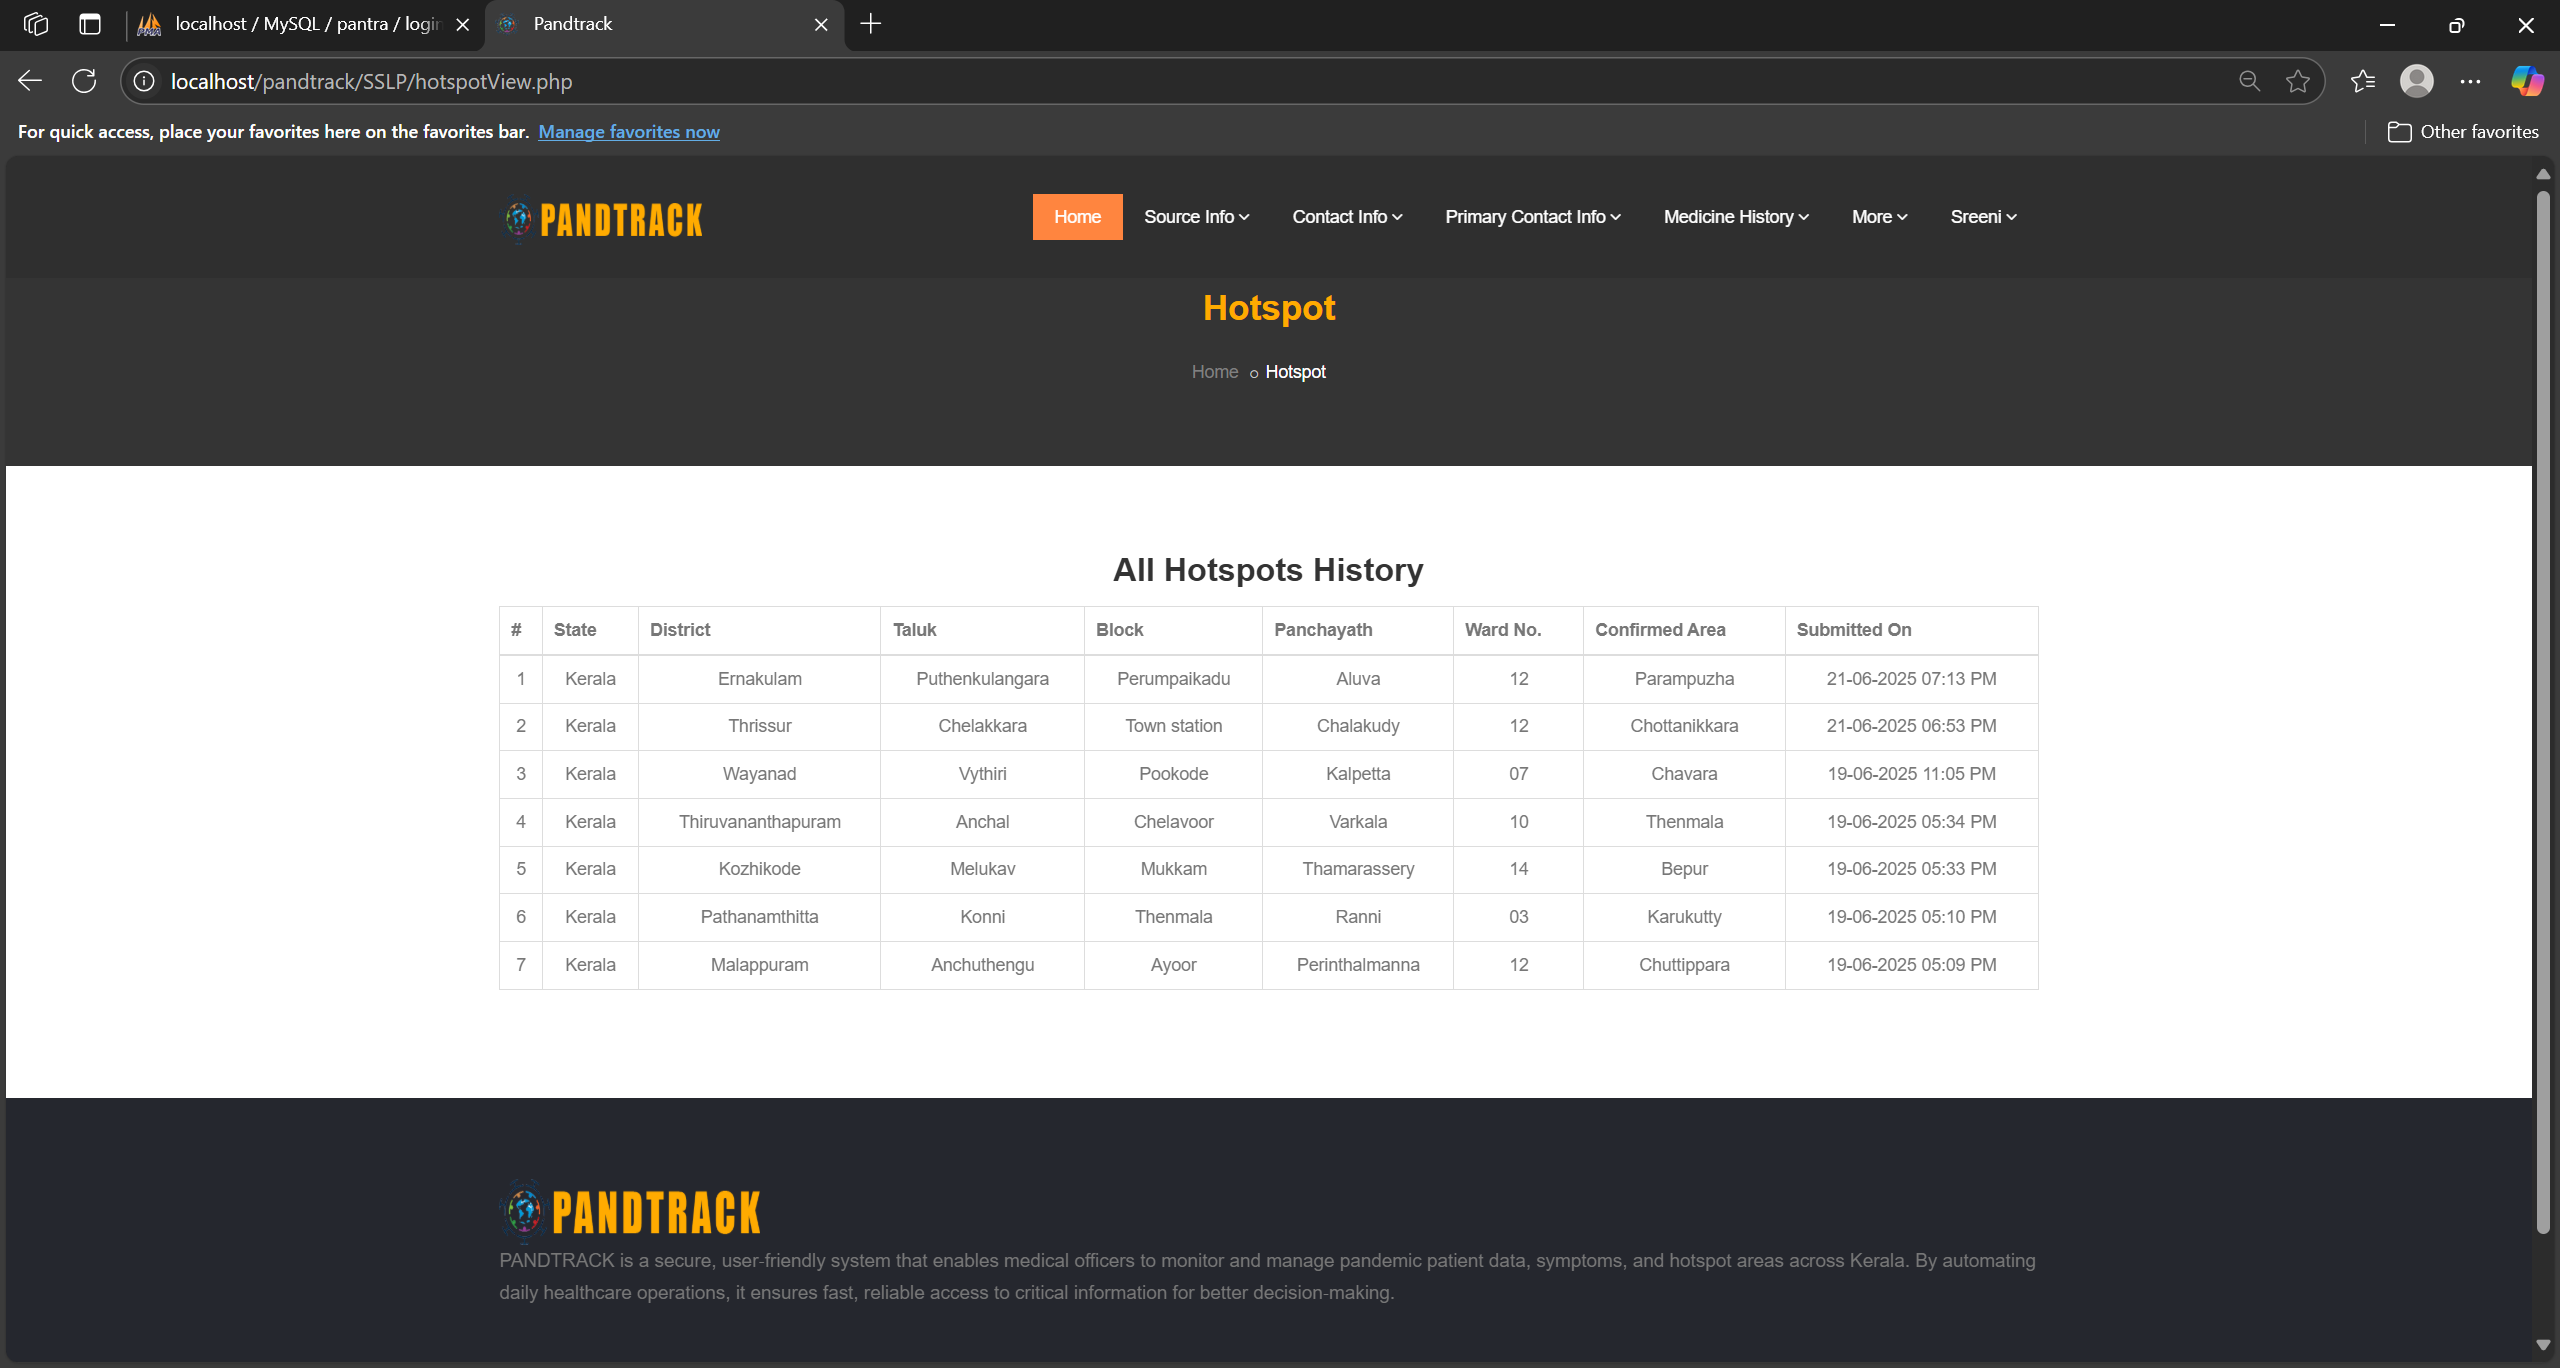 localhost / MySQL / pantra / login
Pandtrack
localhost/pandtrack/SSLP/hotspotView.php
For quick access, place your favorites here on the favorites bar. Manage favorites now
Other favorites
PANDTRACK
Home Source Info Contact Info Primary Contact Info Medicine History More Sreeni
Hotspot
Home Hotspot
All Hotspots History
# State District Taluk Block Panchayath Ward No. Confirmed Area Submitted On
1 Kerala Ernakulam Puthenkulangara Perumpaikadu Aluva 12 Parampuzha 21-06-2025 07:13 PM
2 Kerala Thrissur Chelakkara Town station Chalakudy 12 Chottanikkara 21-06-2025 06:53 PM
3 Kerala Wayanad Vythiri Pookode Kalpetta 07 Chavara 19-06-2025 11:05 PM
4 Kerala Thiruvananthapuram Anchal Chelavoor Varkala 10 Thenmala 19-06-2025 05:34 PM
5 Kerala Kozhikode Melukav Mukkam Thamarassery 14 Bepur 19-06-2025 05:33 PM
6 Kerala Pathanamthitta Konni Thenmala Ranni 03 Karukutty 19-06-2025 05:10 PM
7 Kerala Malappuram Anchuthengu Ayoor Perinthalmanna 12 Chuttippara 19-06-2025 05:09 PM
PANDTRACK
PANDTRACK is a secure, user-friendly system that enables medical officers to monitor and manage pandemic patient data, symptoms, and hotspot areas across Kerala. By automating
daily healthcare operations, it ensures fast, reliable access to critical information for better decision-making.